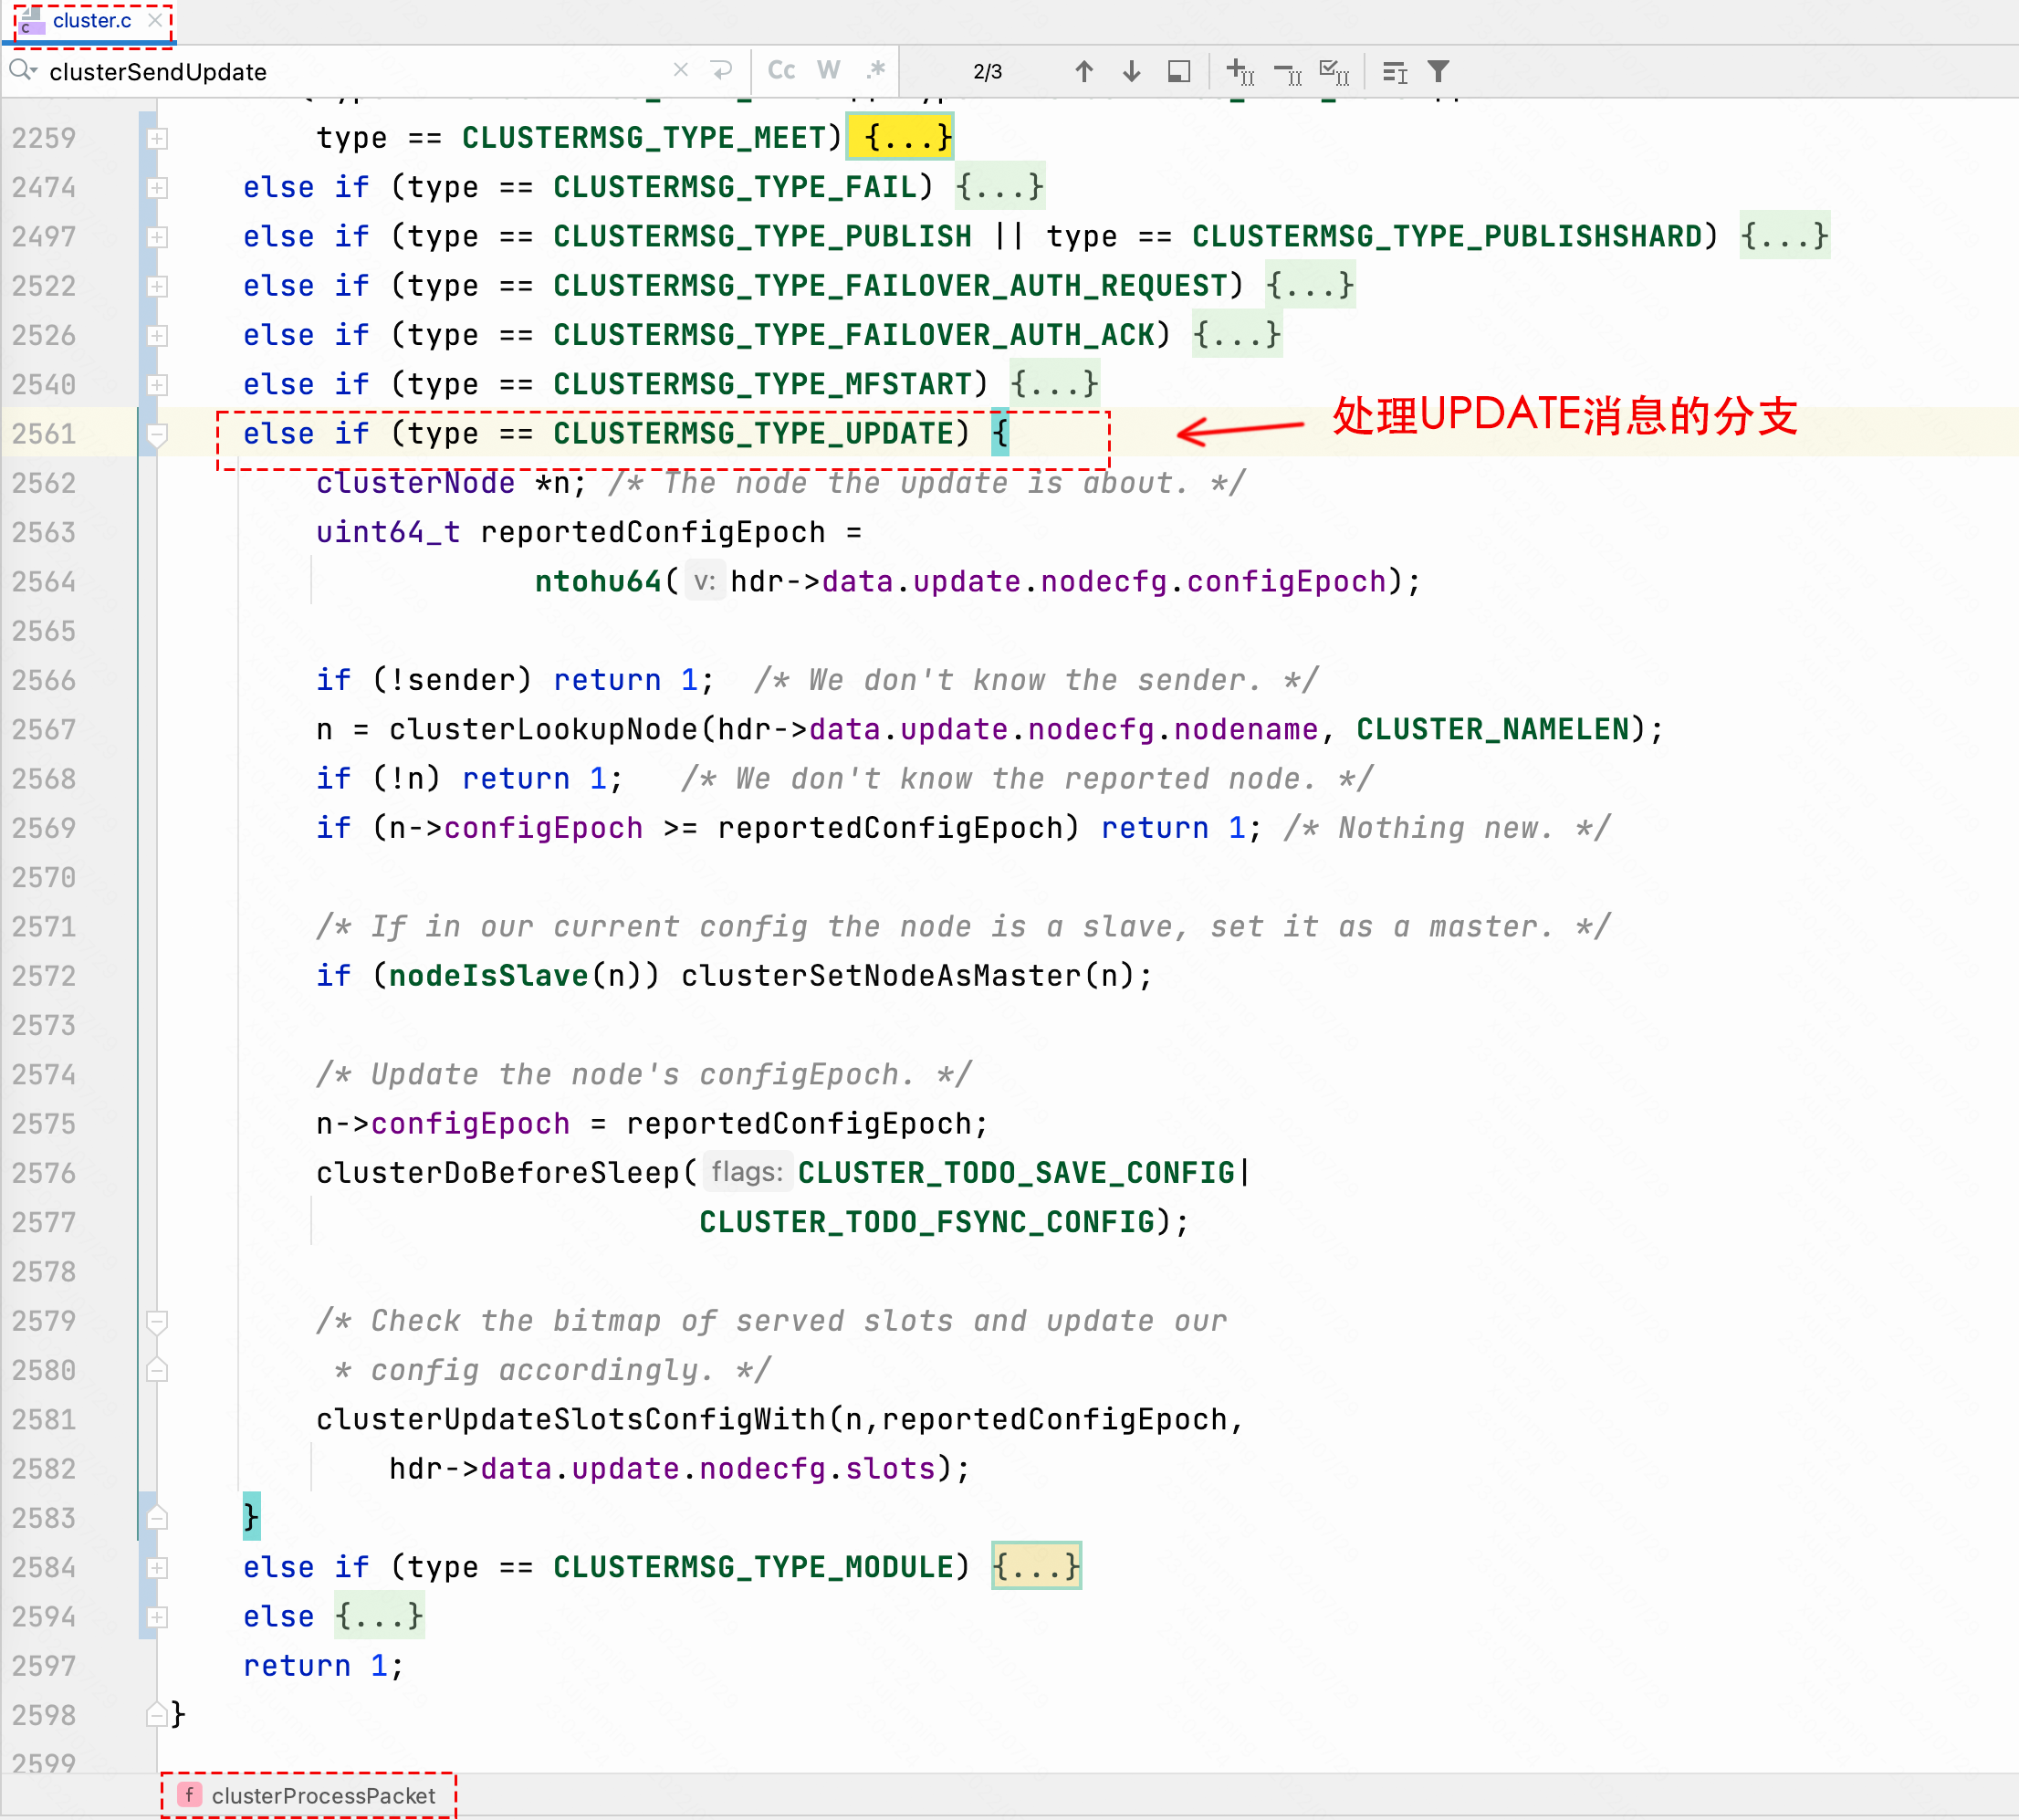 cluster.c
clusterSendUpdate
Cc W .* 2/3
2259 type == CLUSTERMSG_TYPE_MEET) {...}
2474 else if (type == CLUSTERMSG_TYPE_FAIL) {...}
2497 else if (type == CLUSTERMSG_TYPE_PUBLISH || type == CLUSTERMSG_TYPE_PUBLISHSHARD) {...}
2522 else if (type == CLUSTERMSG_TYPE_FAILOVER_AUTH_REQUEST) {...}
2526 else if (type == CLUSTERMSG_TYPE_FAILOVER_AUTH_ACK) {...}
2540 else if (type == CLUSTERMSG_TYPE_MFSTART) {...}
2561 else if (type == CLUSTERMSG_TYPE_UPDATE) {
处理UPDATE消息的分支
2562 clusterNode *n; /* The node the update is about. */
2563 uint64_t reportedConfigEpoch =
2564 ntohu64( v: hdr->data.update.nodecfg.configEpoch);
2565
2566 if (!sender) return 1;  /* We don't know the sender. */
2567 n = clusterLookupNode(hdr->data.update.nodecfg.nodename, CLUSTER_NAMELEN);
2568 if (!n) return 1;   /* We don't know the reported node. */
2569 if (n->configEpoch >= reportedConfigEpoch) return 1; /* Nothing new. */
2570
2571 /* If in our current config the node is a slave, set it as a master. */
2572 if (nodeIsSlave(n)) clusterSetNodeAsMaster(n);
2573
2574 /* Update the node's configEpoch. */
2575 n->configEpoch = reportedConfigEpoch;
2576 clusterDoBeforeSleep( flags: CLUSTER_TODO_SAVE_CONFIG|
2577 CLUSTER_TODO_FSYNC_CONFIG);
2578
2579 /* Check the bitmap of served slots and update our
2580 * config accordingly. */
2581 clusterUpdateSlotsConfigWith(n,reportedConfigEpoch,
2582 hdr->data.update.nodecfg.slots);
2583 }
2584 else if (type == CLUSTERMSG_TYPE_MODULE) {...}
2594 else {...}
2597 return 1;
2598 }
2599
f clusterProcessPacket